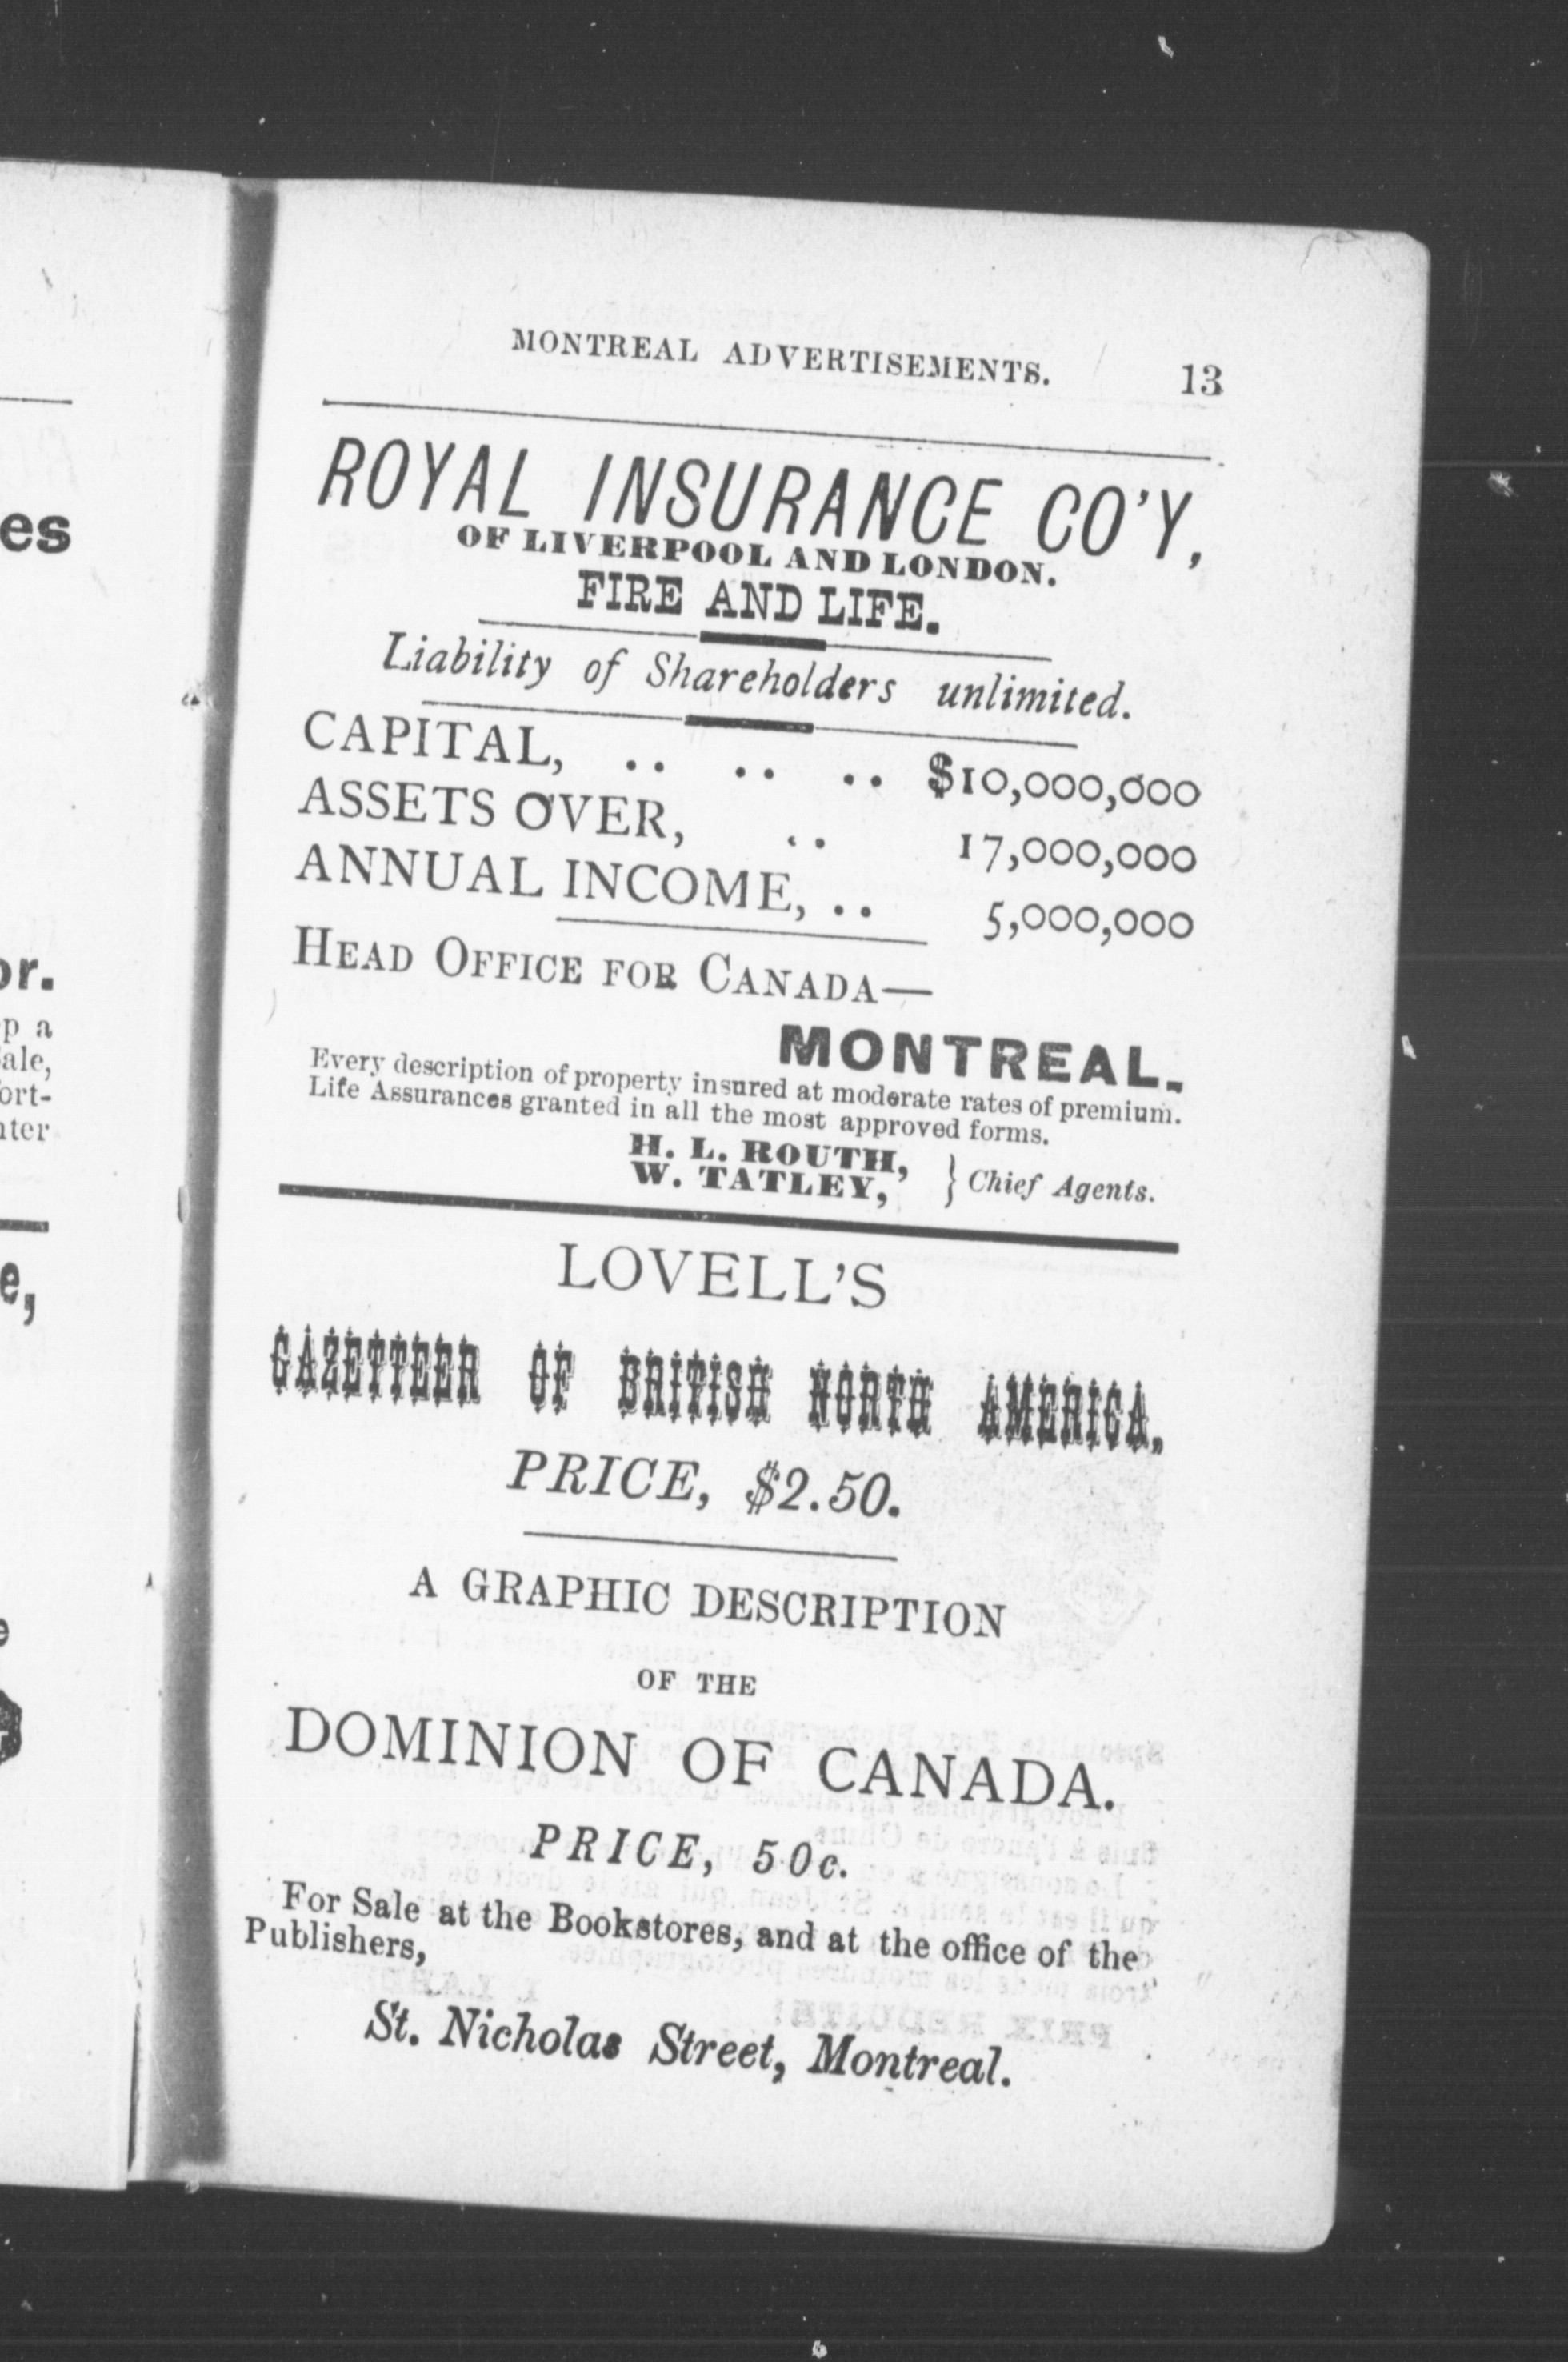 MONTREAL ADVERTISEMENTS. 13
ROYAL INSURANCE CO'Y,
OF LIVERPOOL AND LONDON.
FIRE AND LIFE.
Liability of Shareholders unlimited.
CAPITAL, .. .. .. $10,000,000
ASSETS OVER, .. 17,000,000
ANNUAL INCOME, .. 5,000,000
HEAD OFFICE FOR CANADA—
MONTREAL.
Every description of property insured at moderate rates of premium.
Life Assurances granted in all the most approved forms.
H. L. ROUTH,
W. TATLEY, } Chief Agents.
LOVELL'S
GAZETTEER OF BRITISH NORTH AMERICA.
PRICE, $2.50.
A GRAPHIC DESCRIPTION
OF THE
DOMINION OF CANADA.
PRICE, 50c.
For Sale at the Bookstores, and at the office of the
Publishers,
St. Nicholas Street, Montreal.